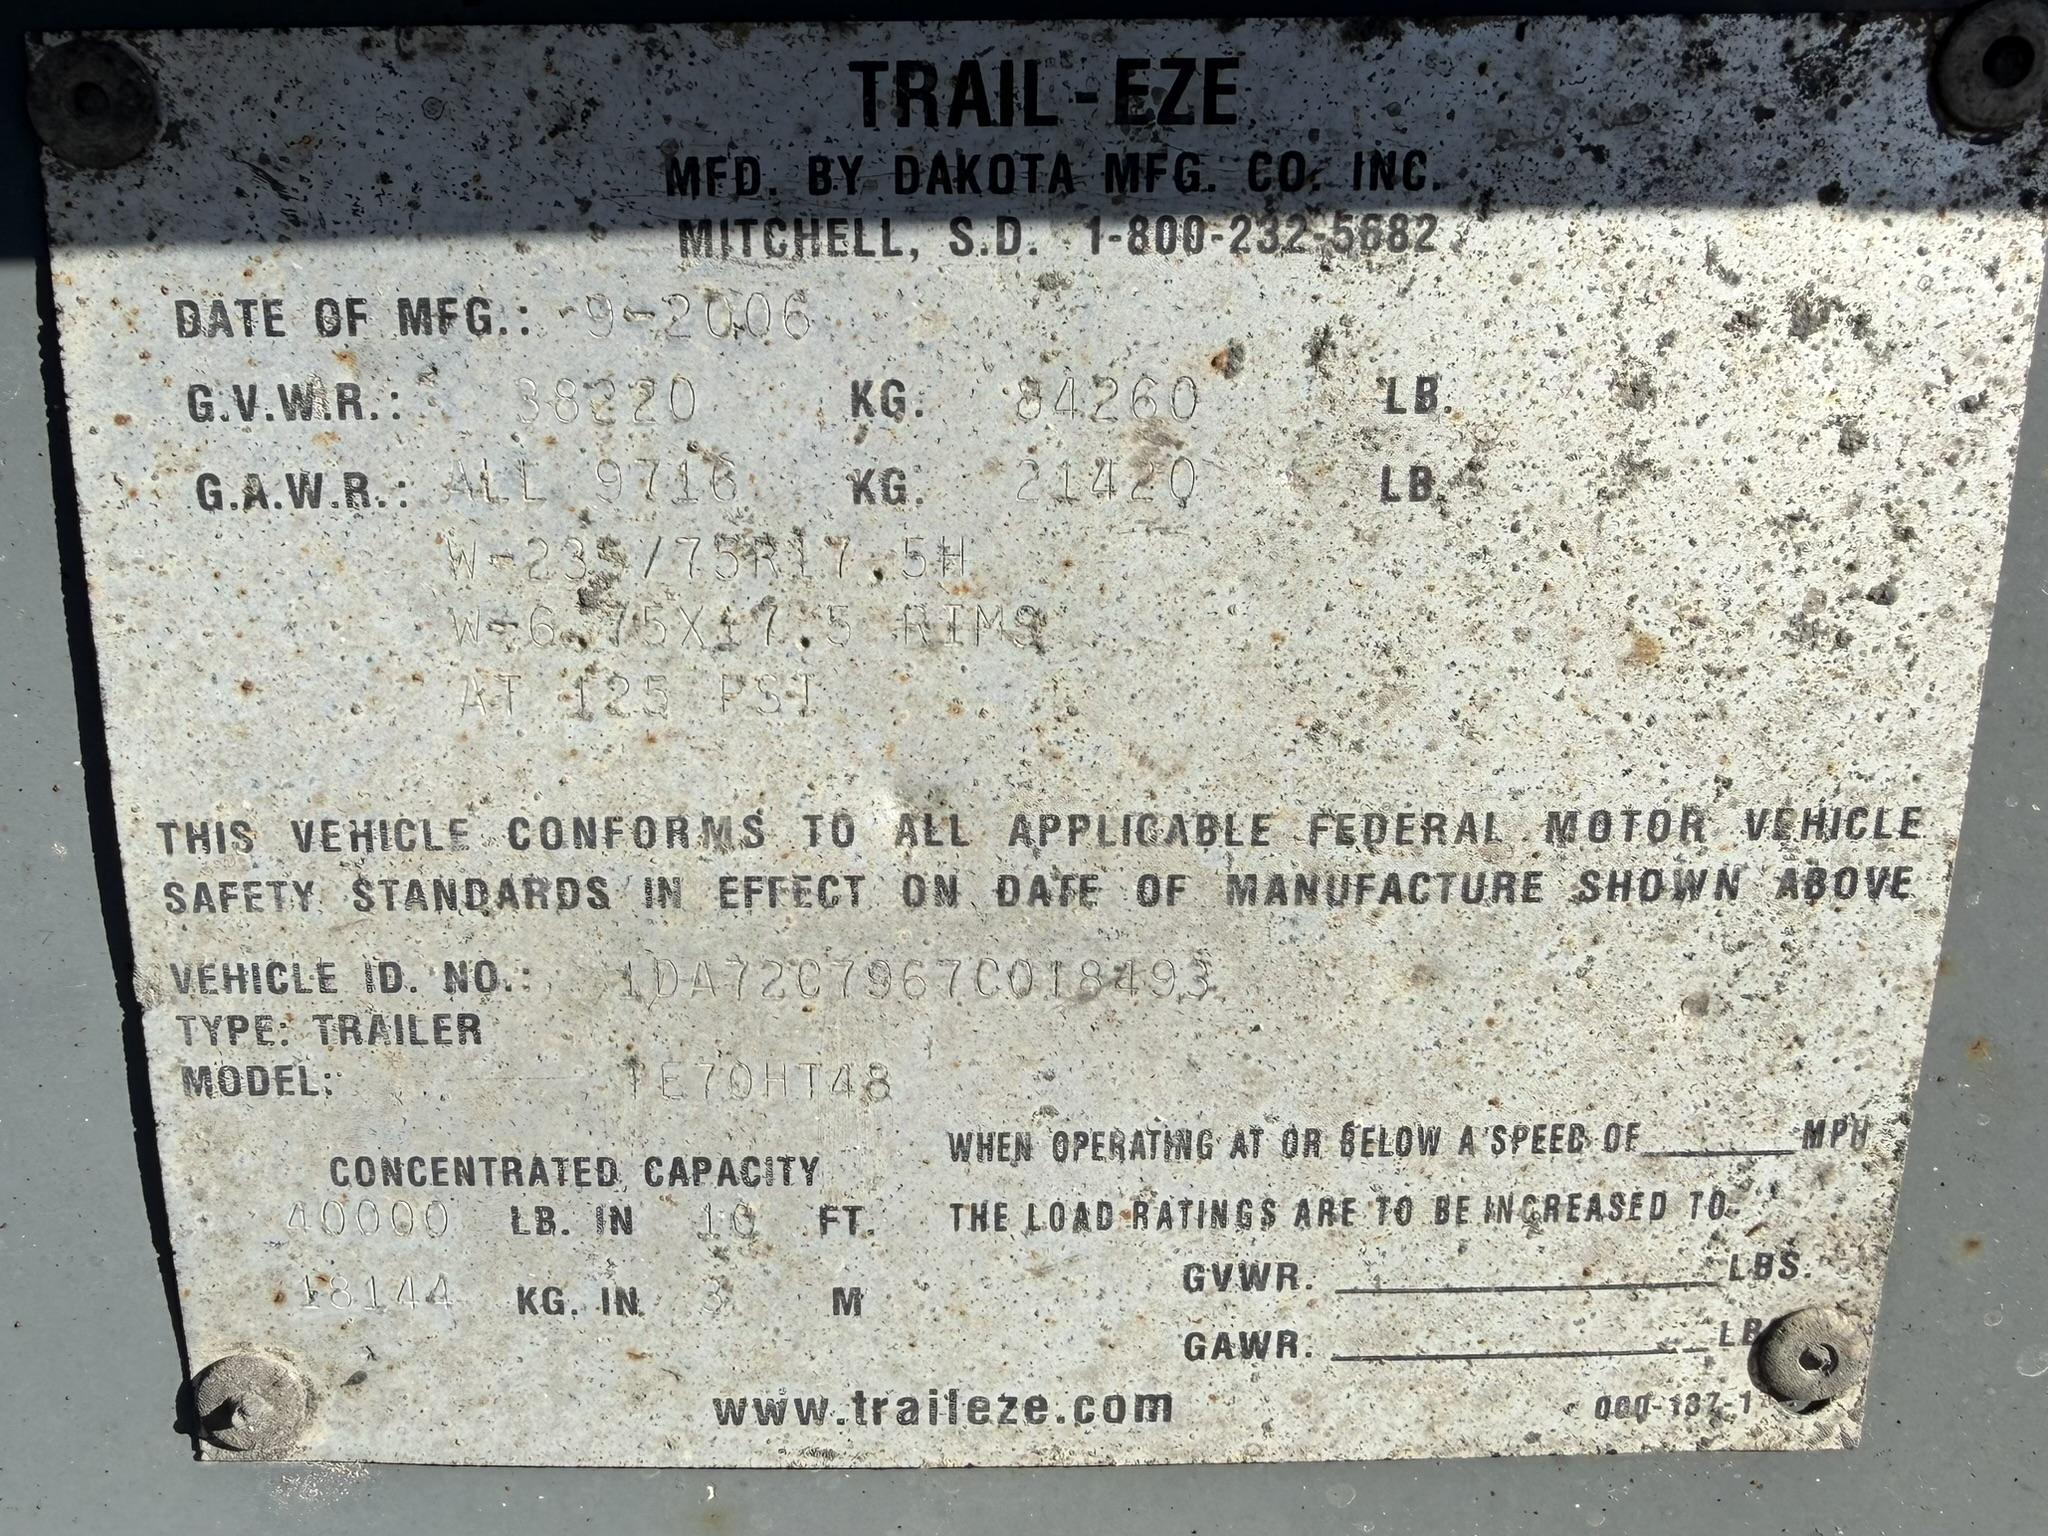 TRAIL-EZE
MFD. BY DAKOTA MFG. CO. INC.
MITCHELL, S.D. 1-800-232-5682
DATE OF MFG.: 9-2006
G.V.W.R.: 38220 KG. 84260 LB.
G.A.W.R.: ALL 9716 KG. 21420 LB.
W-235/75R17.5H
W-6.75X17.5 RIMS
AT 125 PSI
THIS VEHICLE CONFORMS TO ALL APPLICABLE FEDERAL MOTOR VEHICLE
SAFETY STANDARDS IN EFFECT ON DATE OF MANUFACTURE SHOWN ABOVE
VEHICLE ID. NO.: 1DA72C7967C018493
TYPE: TRAILER
MODEL: TE70HT48
CONCENTRATED CAPACITY
40000 LB. IN 10 FT.
18144 KG. IN 3 M
WHEN OPERATING AT OR BELOW A SPEED OF______MPH
THE LOAD RATINGS ARE TO BE INCREASED TO
GVWR. ______LBS.
GAWR. ______
www.traileze.com